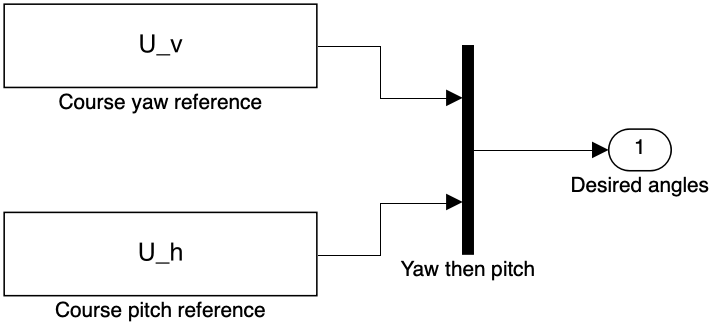 U_v
Course yaw reference
1
Desired angles
U_h
Yaw then pitch
Course pitch reference